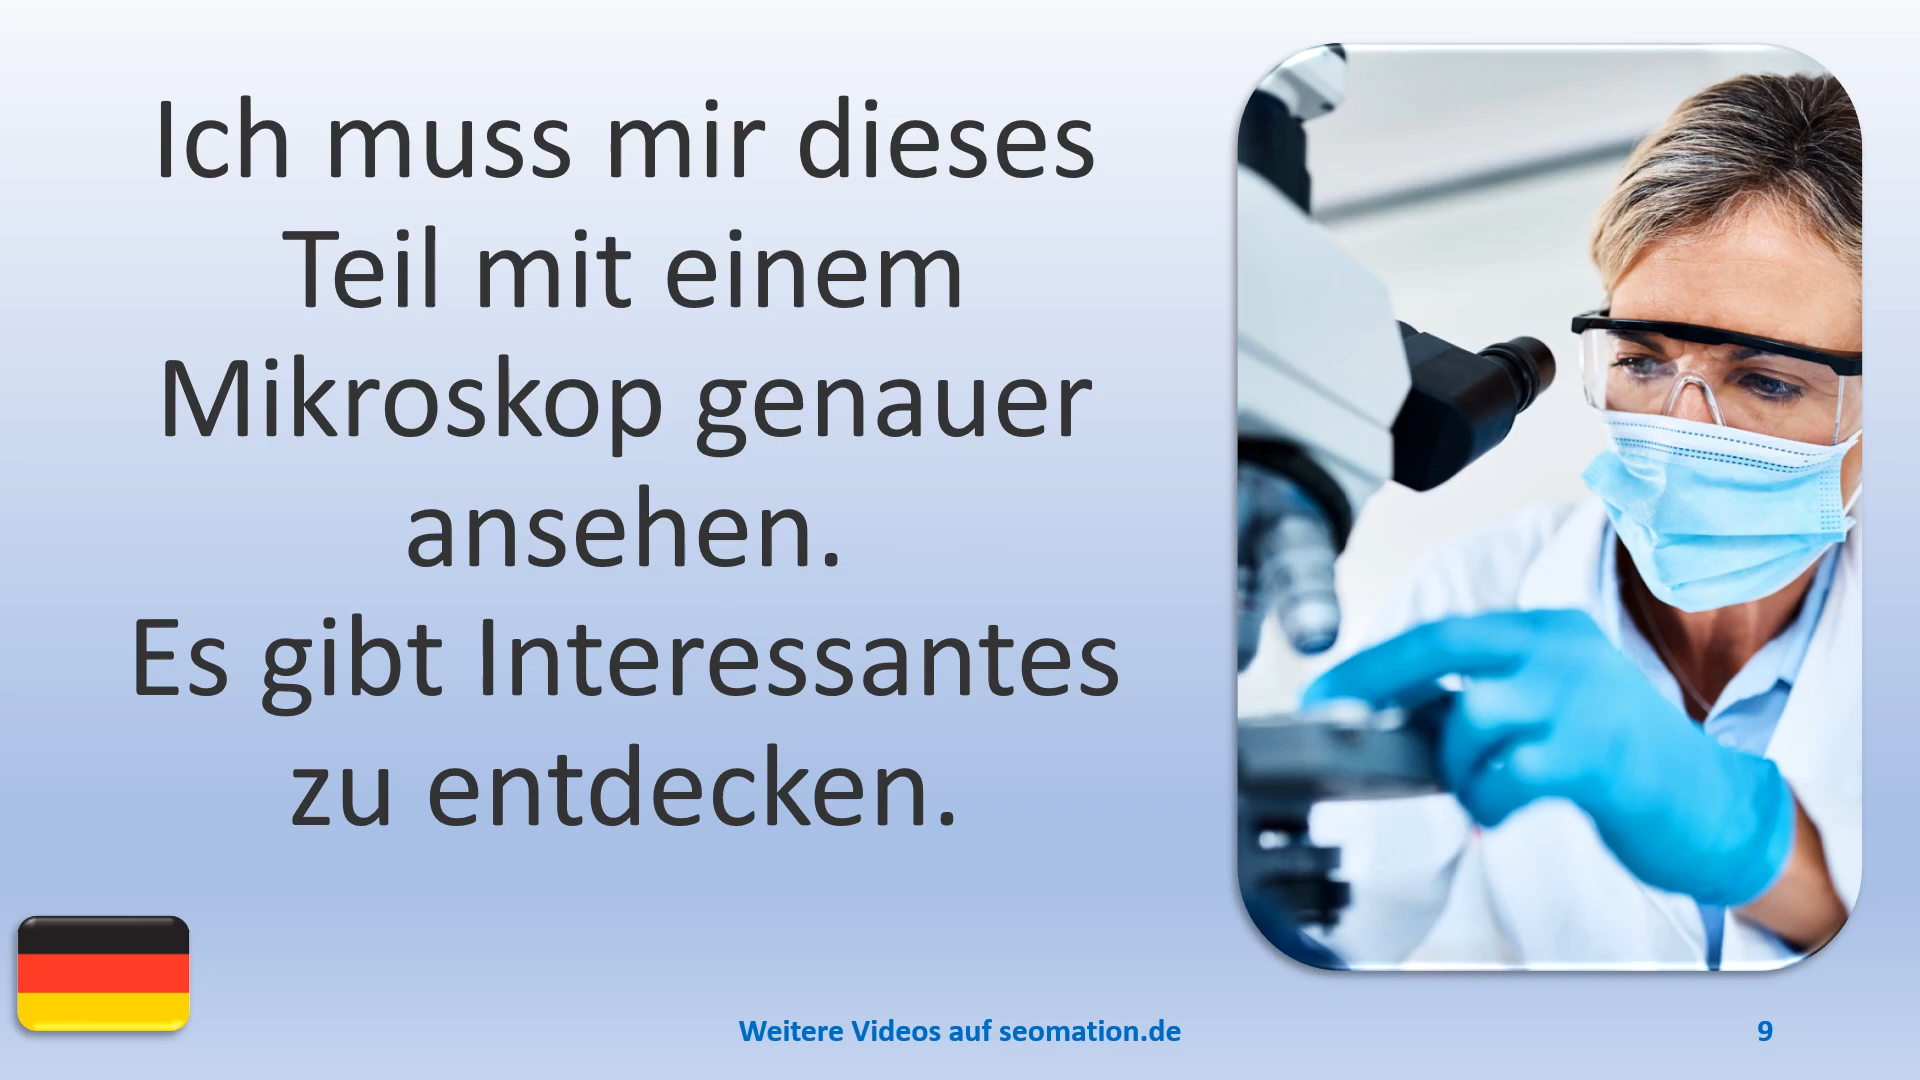 Ich muss mir dieses
Teil mit einem
Mikroskop genauer
ansehen.
Es gibt Interessantes
zu entdecken.
Weitere Videos auf seomation.de
9